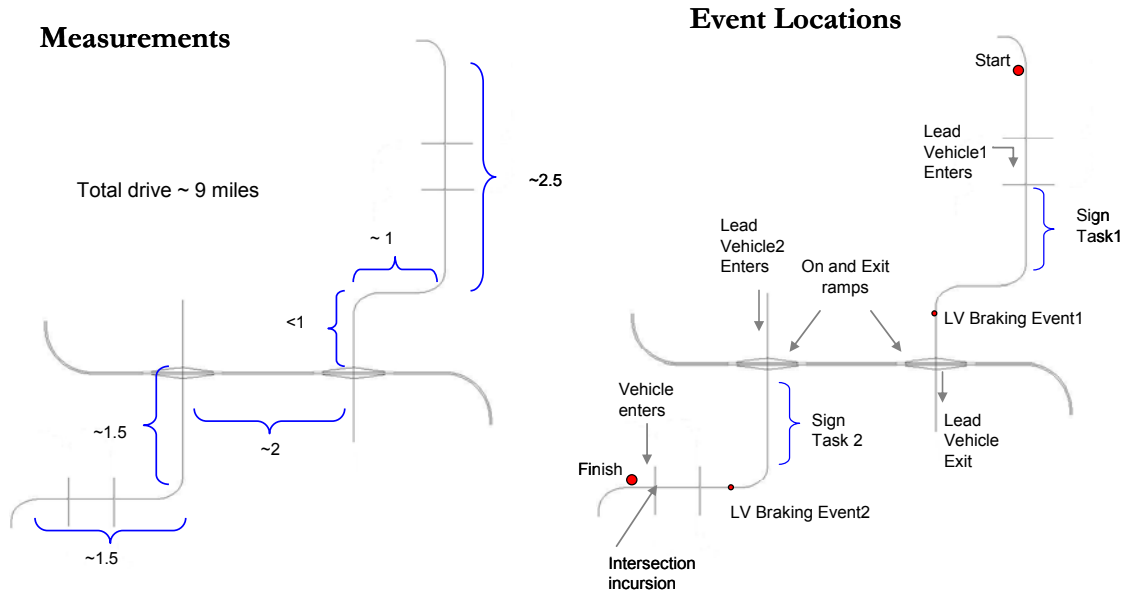 Measurements
Total drive ~ 9 miles
~2.5
~ 1
<1
~1.5
~2
~1.5
Event Locations
Start
Lead
Vehicle1
Enters
Sign
Task1
Lead
Vehicle2
Enters
On and Exit
ramps
LV Braking Event1
Vehicle
enters
Sign
Task 2
Lead
Vehicle
Exit
Finish
LV Braking Event2
Intersection
incursion